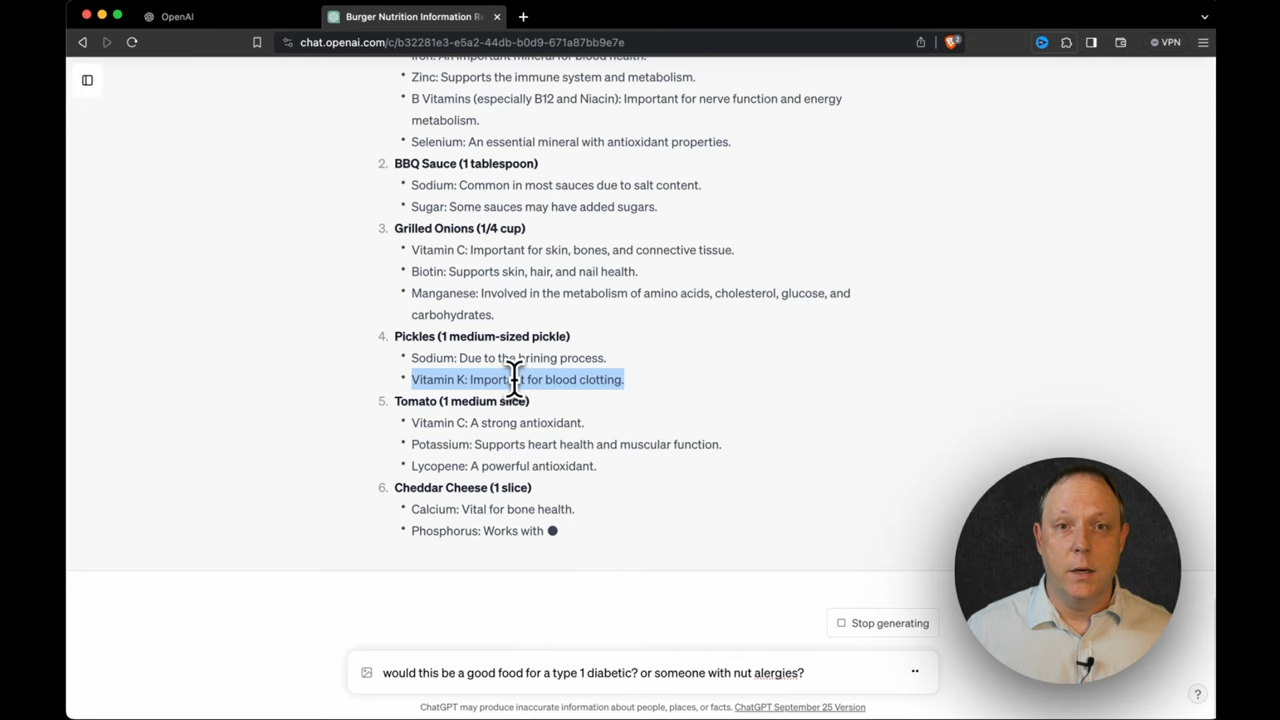 OpenAI
Burger Nutrition Information Re
chat.openai.com/c/b32281e3-e5a2-44db-b0d9-671a87bb9e7e
2
VPN
Iron: An important mineral for blood health.
Zinc: Supports the immune system and metabolism.
B Vitamins (especially B12 and Niacin): Important for nerve function and energy
metabolism.
Selenium: An essential mineral with antioxidant properties.
2. BBQ Sauce (1 tablespoon)
Sodium: Common in most sauces due to salt content.
Sugar: Some sauces may have added sugars.
3. Grilled Onions (1/4 cup)
Vitamin C: Important for skin, bones, and connective tissue.
Biotin: Supports skin, hair, and nail health.
Manganese: Involved in the metabolism of amino acids, cholesterol, glucose, and
carbohydrates.
4. Pickles (1 medium-sized pickle)
Sodium: Due to the brining process.
Vitamin K: Important for blood clotting.
5. Tomato (1 medium slice)
Vitamin C: A strong antioxidant.
Potassium: Supports heart health and muscular function.
Lycopene: A powerful antioxidant.
6. Cheddar Cheese (1 slice)
Calcium: Vital for bone health.
Phosphorus: Works with
Stop generating
would this be a good food for a type 1 diabetic? or someone with nut alergies?
ChatGPT may produce inaccurate information about people, places, or facts. ChatGPT September 25 Version
?